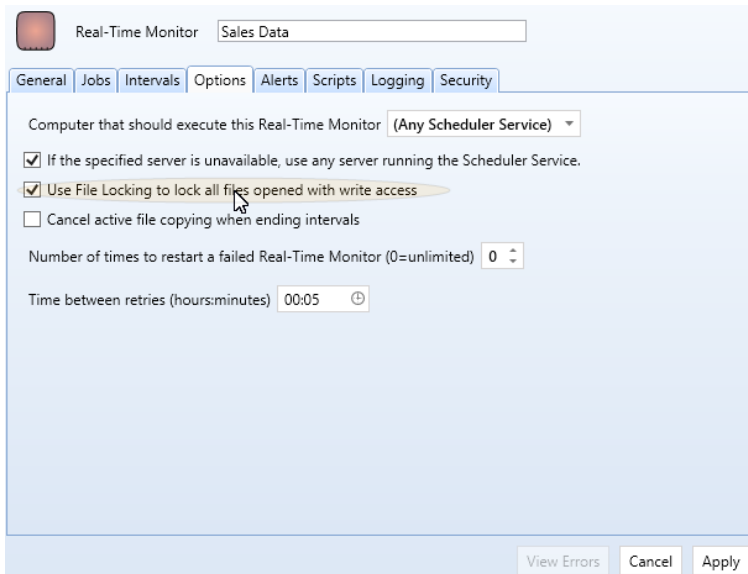 Real-Time Monitor Sales Data
General Jobs Intervals Options Alerts Scripts Logging Security
Computer that should execute this Real-Time Monitor (Any Scheduler Service)
If the specified server is unavailable, use any server running the Scheduler Service.
Use File Locking to lock all files opened with write access
Cancel active file copying when ending intervals
Number of times to restart a failed Real-Time Monitor (0=unlimited) 0
Time between retries (hours:minutes) 00:05
View Errors Cancel Apply